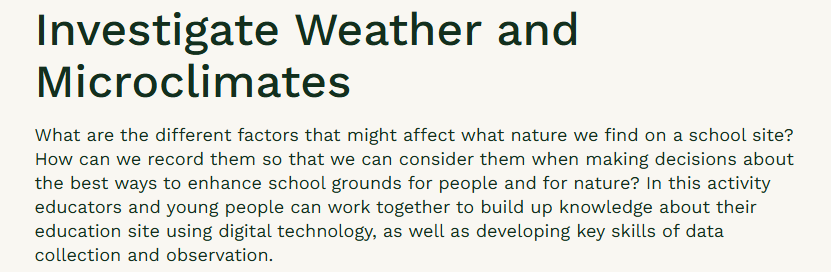 Investigate Weather and
Microclimates
What are the different factors that might affect what nature we find on a school site?
How can we record them so that we can consider them when making decisions about
the best ways to enhance school grounds for people and for nature? In this activity
educators and young people can work together to build up knowledge about their
education site using digital technology, as well as developing key skills of data
collection and observation.